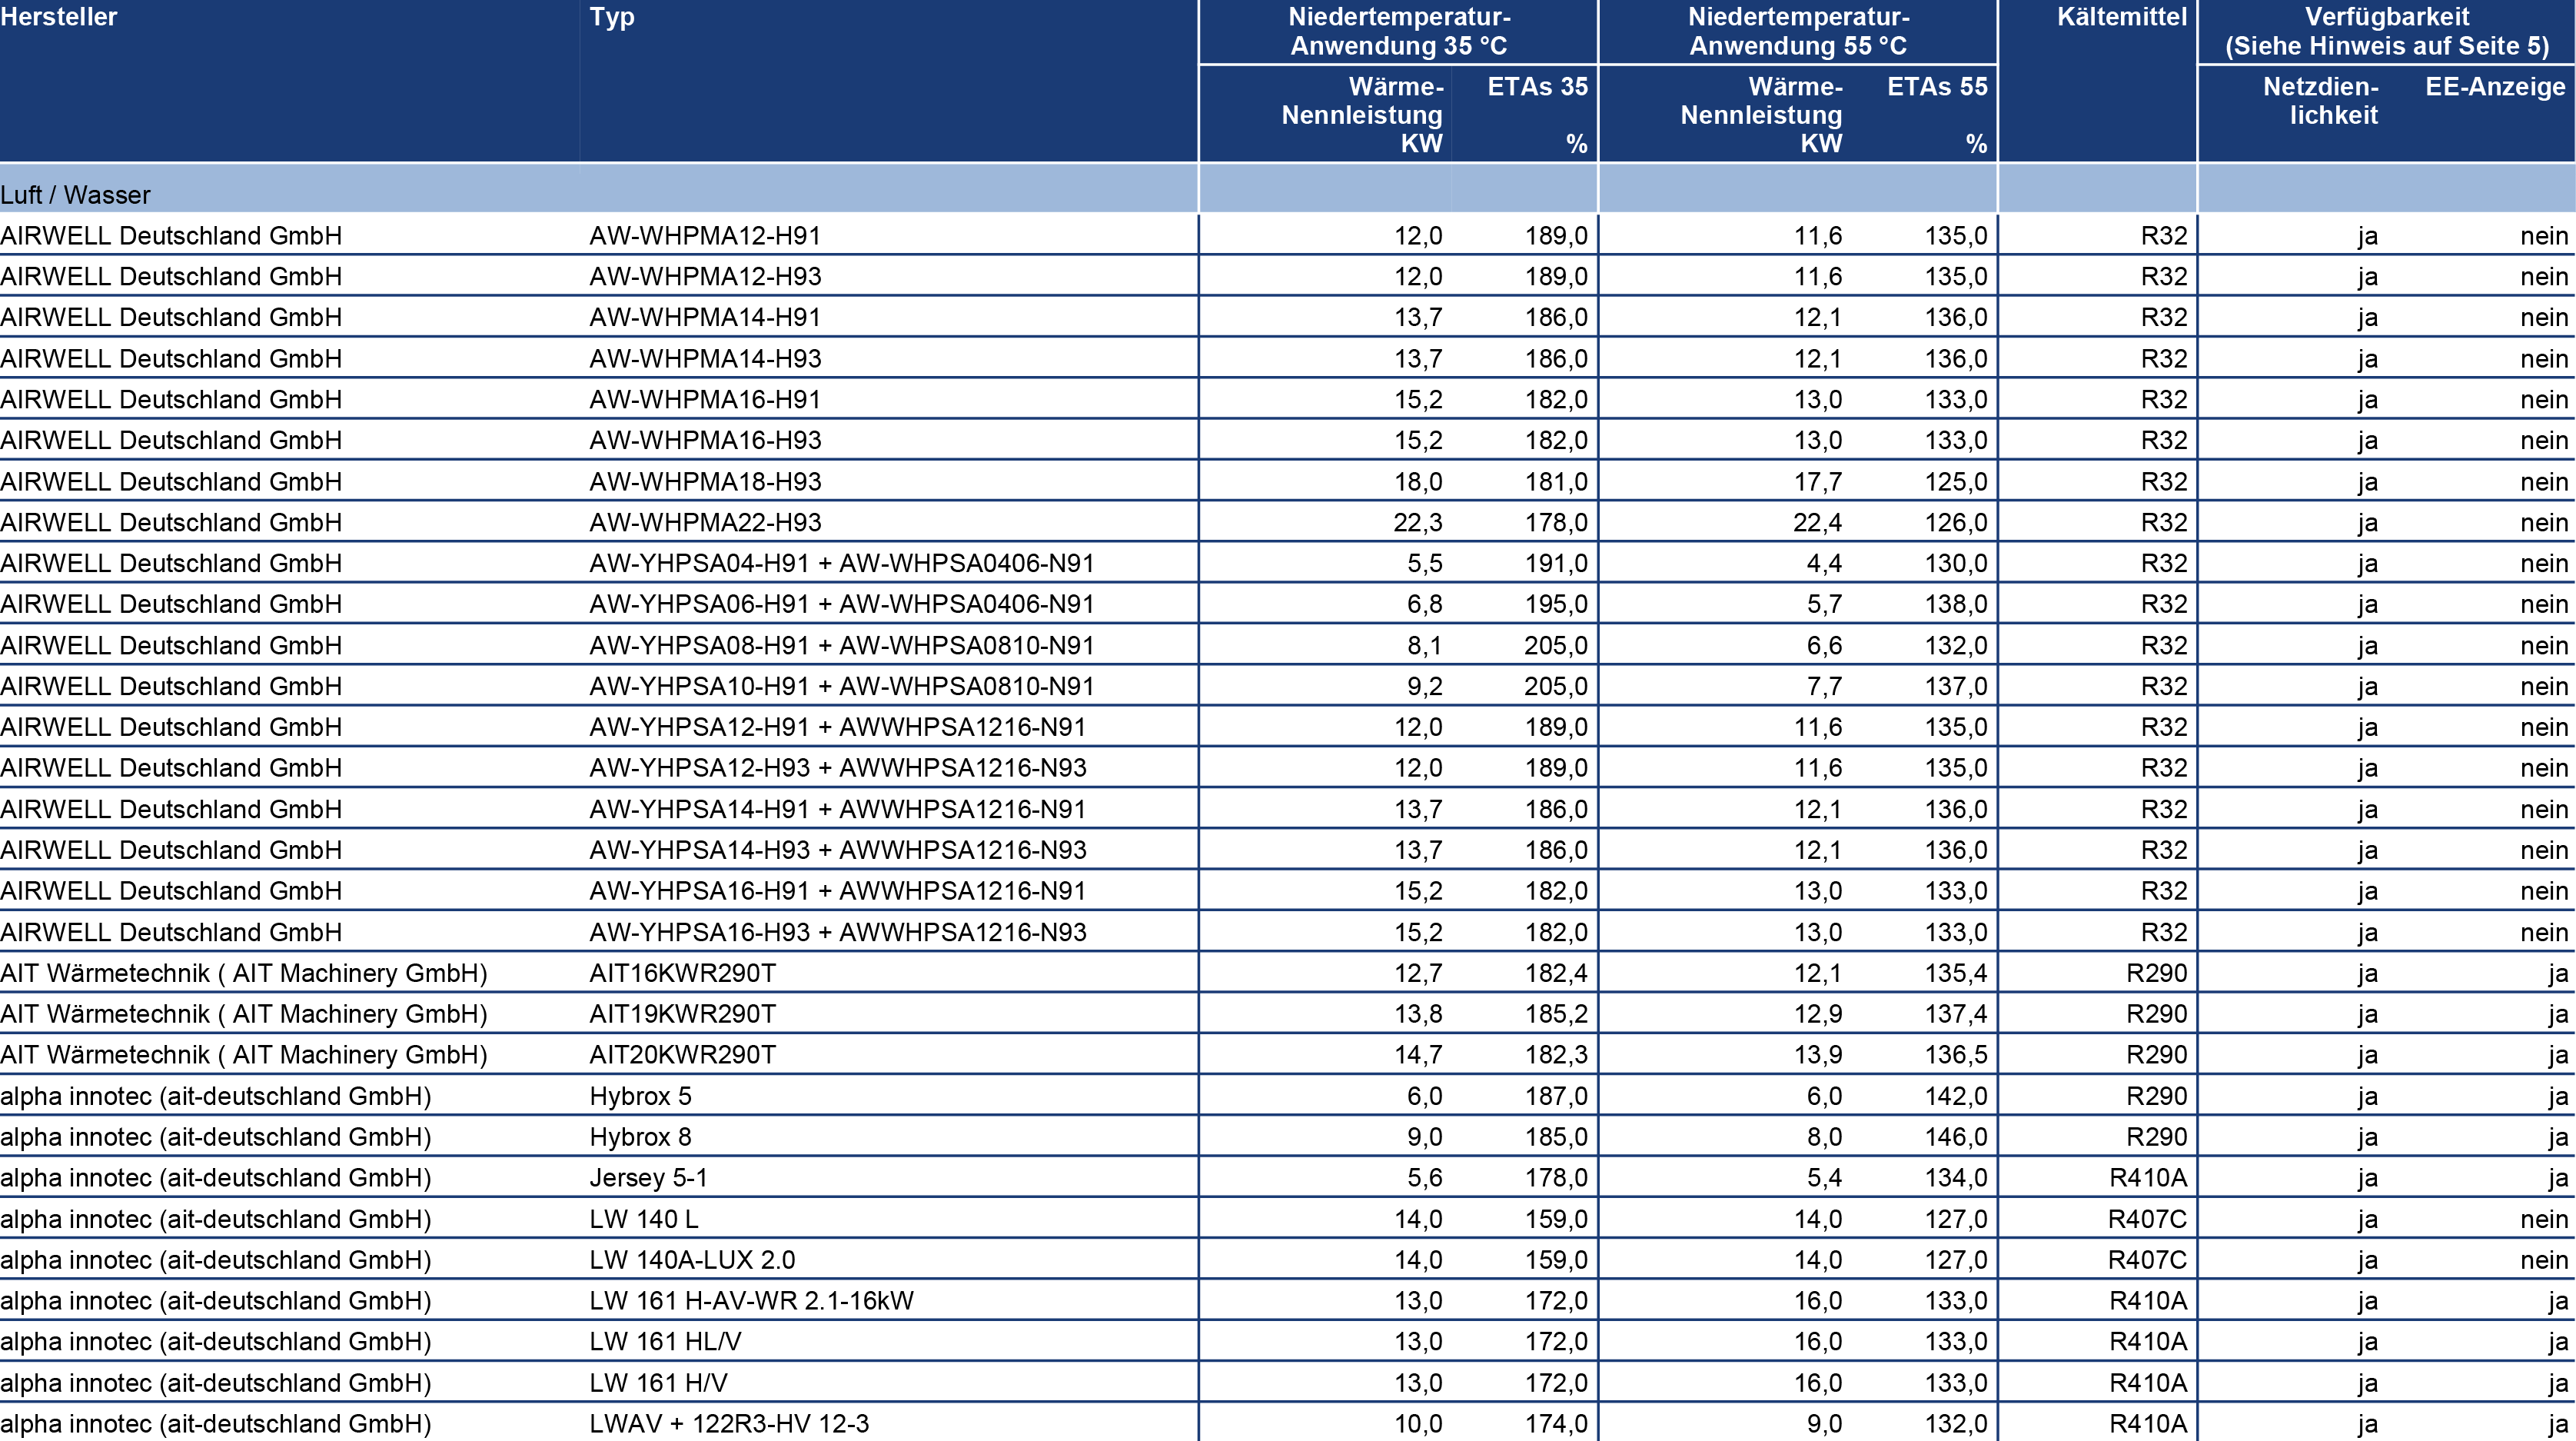 Hersteller Typ Niedertemperatur- Niedertemperatur- Kältemittel Verfügbarkeit
Anwendung 35 °C Anwendung 55 °C (Siehe Hinweis auf Seite 5)
Wärme- ETAs 35 Wärme- ETAs 55 Netzdien- EE-Anzeige
Nennleistung Nennleistung lichkeit
KW % KW %
Luft / Wasser
AIRWELL Deutschland GmbH AW-WHPMA12-H91 12,0 189,0 11,6 135,0 R32 ja nein
AIRWELL Deutschland GmbH AW-WHPMA12-H93 12,0 189,0 11,6 135,0 R32 ja nein
AIRWELL Deutschland GmbH AW-WHPMA14-H91 13,7 186,0 12,1 136,0 R32 ja nein
AIRWELL Deutschland GmbH AW-WHPMA14-H93 13,7 186,0 12,1 136,0 R32 ja nein
AIRWELL Deutschland GmbH AW-WHPMA16-H91 15,2 182,0 13,0 133,0 R32 ja nein
AIRWELL Deutschland GmbH AW-WHPMA16-H93 15,2 182,0 13,0 133,0 R32 ja nein
AIRWELL Deutschland GmbH AW-WHPMA18-H93 18,0 181,0 17,7 125,0 R32 ja nein
AIRWELL Deutschland GmbH AW-WHPMA22-H93 22,3 178,0 22,4 126,0 R32 ja nein
AIRWELL Deutschland GmbH AW-YHPSA04-H91 + AW-WHPSA0406-N91 5,5 191,0 4,4 130,0 R32 ja nein
AIRWELL Deutschland GmbH AW-YHPSA06-H91 + AW-WHPSA0406-N91 6,8 195,0 5,7 138,0 R32 ja nein
AIRWELL Deutschland GmbH AW-YHPSA08-H91 + AW-WHPSA0810-N91 8,1 205,0 6,6 132,0 R32 ja nein
AIRWELL Deutschland GmbH AW-YHPSA10-H91 + AW-WHPSA0810-N91 9,2 205,0 7,7 137,0 R32 ja nein
AIRWELL Deutschland GmbH AW-YHPSA12-H91 + AWWHPSA1216-N91 12,0 189,0 11,6 135,0 R32 ja nein
AIRWELL Deutschland GmbH AW-YHPSA12-H93 + AWWHPSA1216-N93 12,0 189,0 11,6 135,0 R32 ja nein
AIRWELL Deutschland GmbH AW-YHPSA14-H91 + AWWHPSA1216-N91 13,7 186,0 12,1 136,0 R32 ja nein
AIRWELL Deutschland GmbH AW-YHPSA14-H93 + AWWHPSA1216-N93 13,7 186,0 12,1 136,0 R32 ja nein
AIRWELL Deutschland GmbH AW-YHPSA16-H91 + AWWHPSA1216-N91 15,2 182,0 13,0 133,0 R32 ja nein
AIRWELL Deutschland GmbH AW-YHPSA16-H93 + AWWHPSA1216-N93 15,2 182,0 13,0 133,0 R32 ja nein
AIT Wärmetechnik ( AIT Machinery GmbH) AIT16KWR290T 12,7 182,4 12,1 135,4 R290 ja ja
AIT Wärmetechnik ( AIT Machinery GmbH) AIT19KWR290T 13,8 185,2 12,9 137,4 R290 ja ja
AIT Wärmetechnik ( AIT Machinery GmbH) AIT20KWR290T 14,7 182,3 13,9 136,5 R290 ja ja
alpha innotec (ait-deutschland GmbH) Hybrox 5 6,0 187,0 6,0 142,0 R290 ja ja
alpha innotec (ait-deutschland GmbH) Hybrox 8 9,0 185,0 8,0 146,0 R290 ja ja
alpha innotec (ait-deutschland GmbH) Jersey 5-1 5,6 178,0 5,4 134,0 R410A ja ja
alpha innotec (ait-deutschland GmbH) LW 140 L 14,0 159,0 14,0 127,0 R407C ja nein
alpha innotec (ait-deutschland GmbH) LW 140A-LUX 2.0 14,0 159,0 14,0 127,0 R407C ja nein
alpha innotec (ait-deutschland GmbH) LW 161 H-AV-WR 2.1-16kW 13,0 172,0 16,0 133,0 R410A ja ja
alpha innotec (ait-deutschland GmbH) LW 161 HL/V 13,0 172,0 16,0 133,0 R410A ja ja
alpha innotec (ait-deutschland GmbH) LW 161 H/V 13,0 172,0 16,0 133,0 R410A ja ja
alpha innotec (ait-deutschland GmbH) LWAV + 122R3-HV 12-3 10,0 174,0 9,0 132,0 R410A ja ja